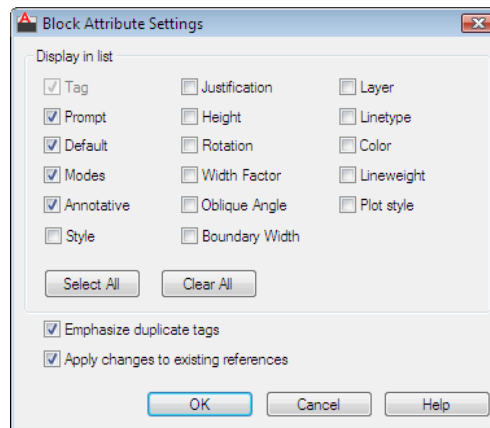 Block Attribute Settings
Display in list
Tag Justification Layer
Prompt Height Linetype
Default Rotation Color
Modes Width Factor Lineweight
Annotative Oblique Angle Plot style
Style Boundary Width
Select All Clear All
Emphasize duplicate tags
Apply changes to existing references
OK Cancel Help